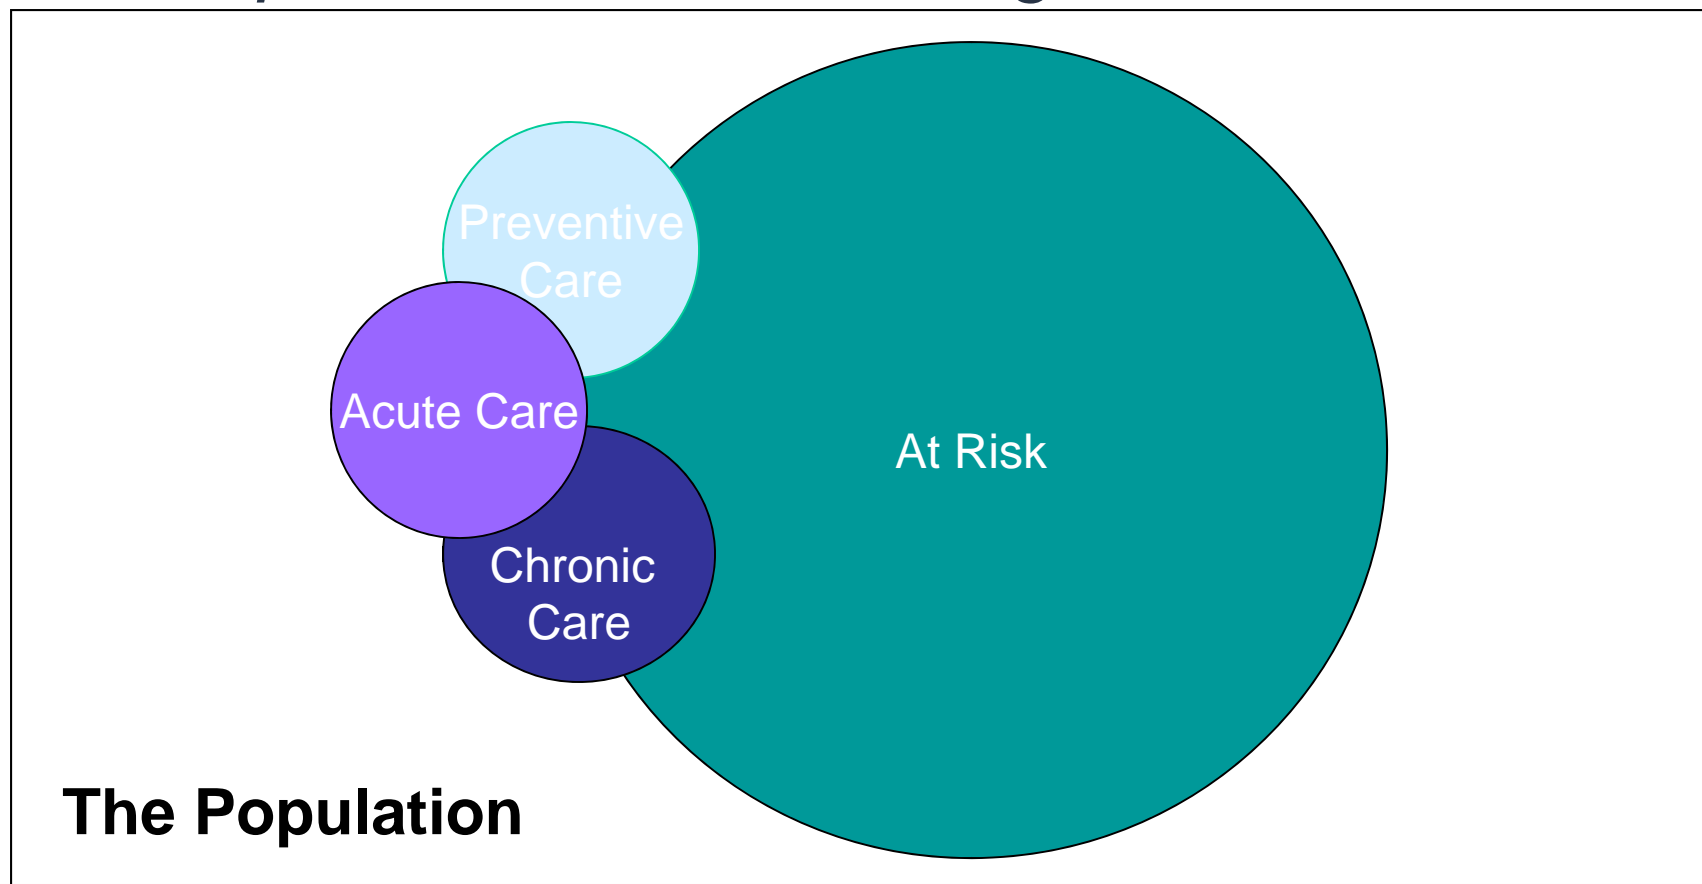 Preventive
Care
Acute Care
At Risk
Chronic
Care
The Population